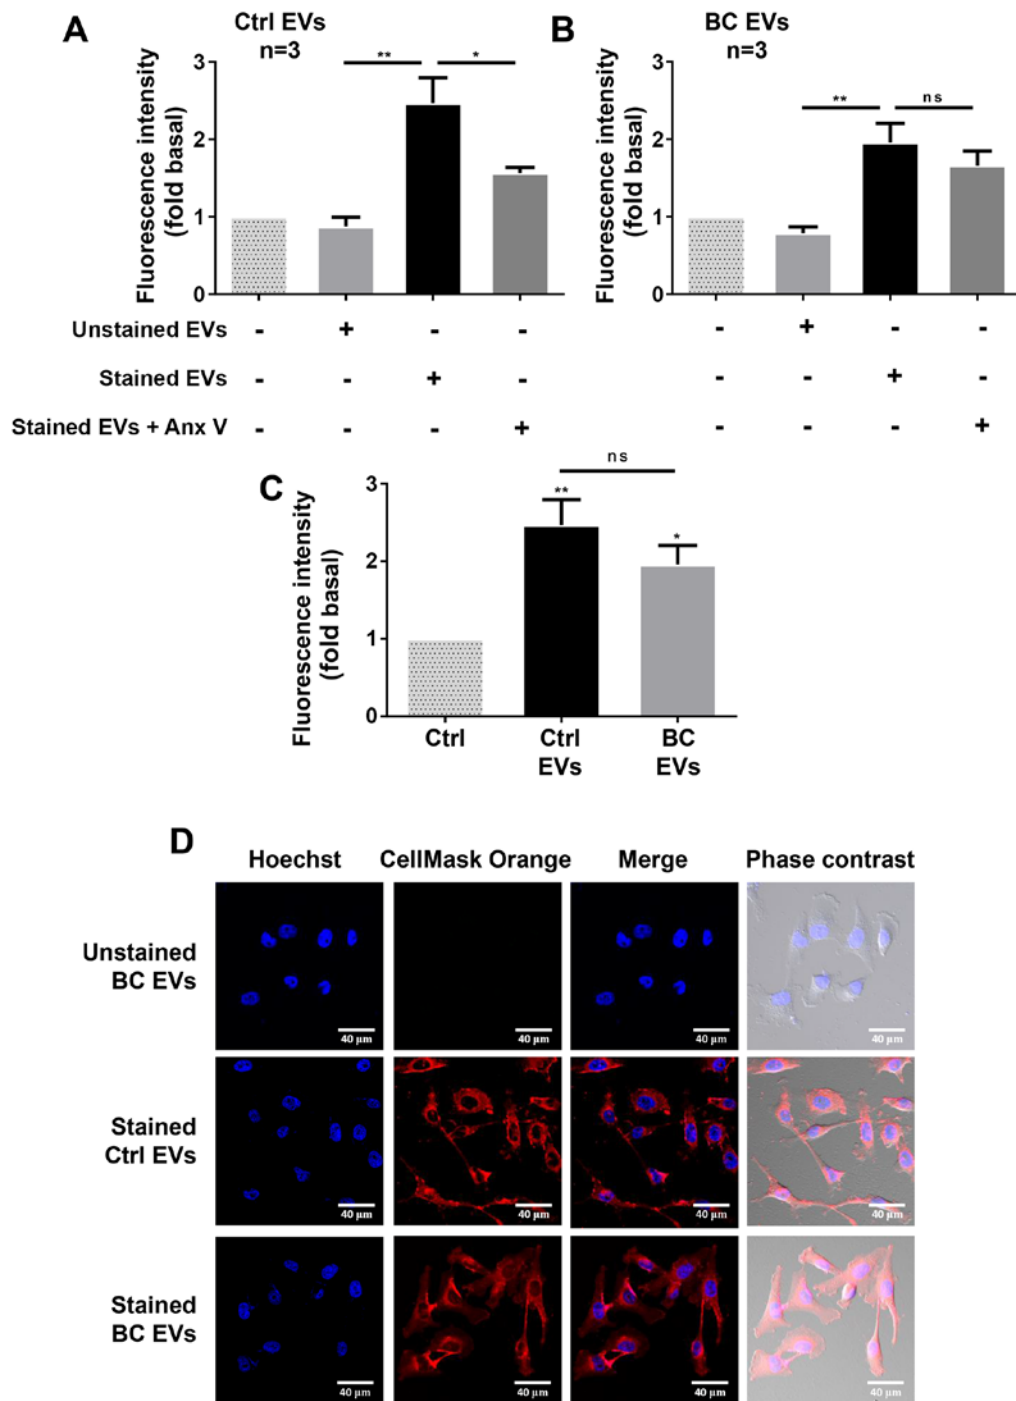 A
Ctrl EVs
n=3
Fluorescence intensity
(fold basal)
3
2
1
0
**
*
B
BC EVs
n=3
Fluorescence intensity
(fold basal)
3
2
1
0
**
ns
Unstained EVs - + - - - + - -
Stained EVs - - + - - - + -
Stained EVs + Anx V - - - + - - - +
C
Fluorescence intensity
(fold basal)
3
2
1
0
ns
**
*
Ctrl
Ctrl
EVs
BC
EVs
D
Hoechst CellMask Orange Merge Phase contrast
Unstained
BC EVs
40 µm 40 µm 40 µm 40 µm
Stained
Ctrl EVs
40 µm 40 µm 40 µm 40 µm
Stained
BC EVs
40 µm 40 µm 40 µm 40 µm